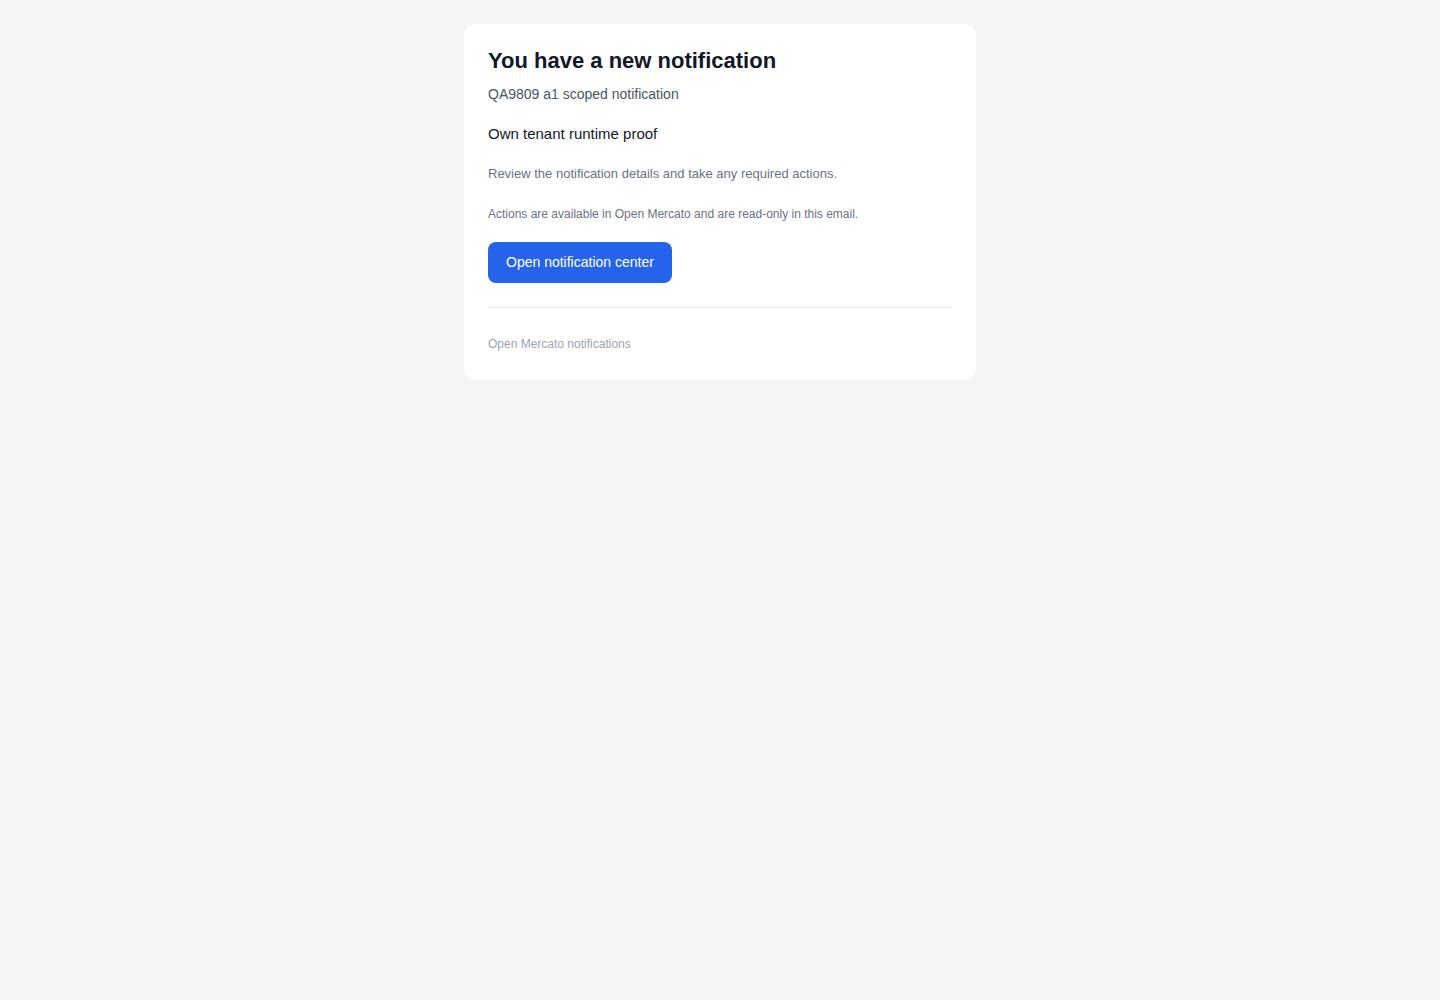 You have a new notification
QA9809 a1 scoped notification
Own tenant runtime proof
Review the notification details and take any required actions.
Actions are available in Open Mercato and are read-only in this email.
Open notification center
Open Mercato notifications